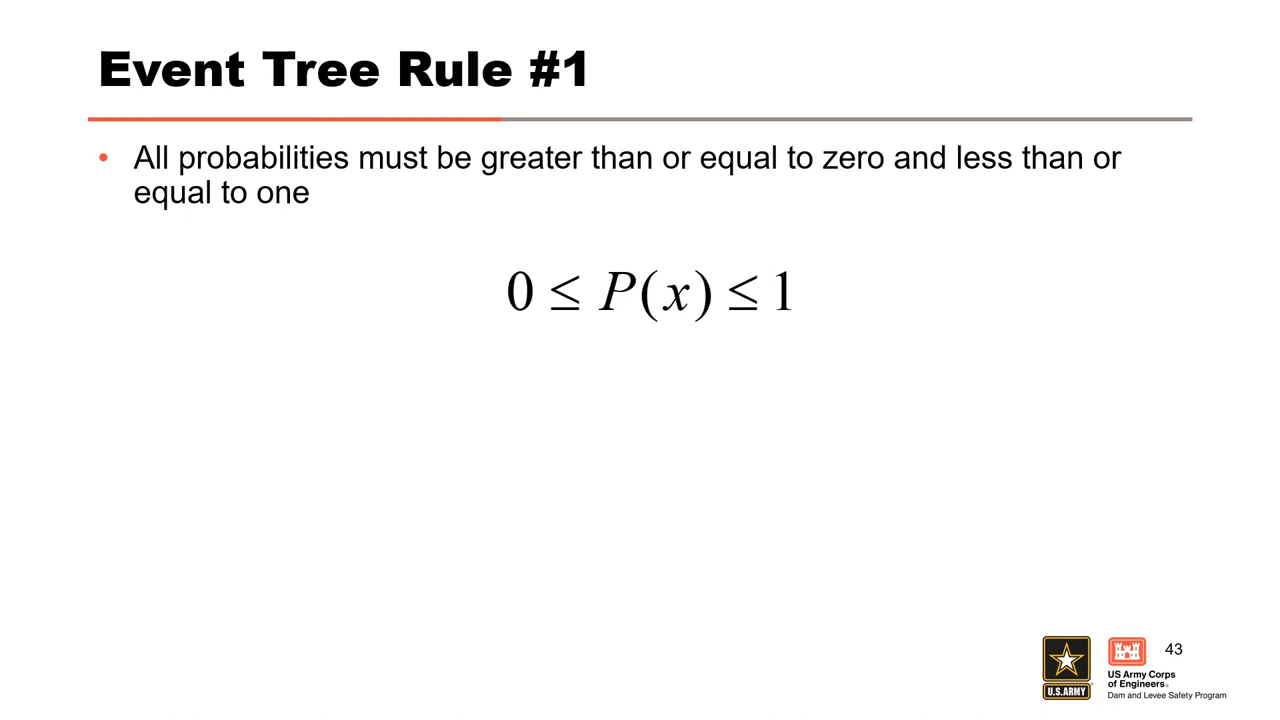 Event Tree Rule #1
• All probabilities must be greater than or equal to zero and less than or
equal to one
0 ≤ P(x) ≤ 1
43
U.S.ARMY
US Army Corps
of Engineers®
Dam and Levee Safety Program